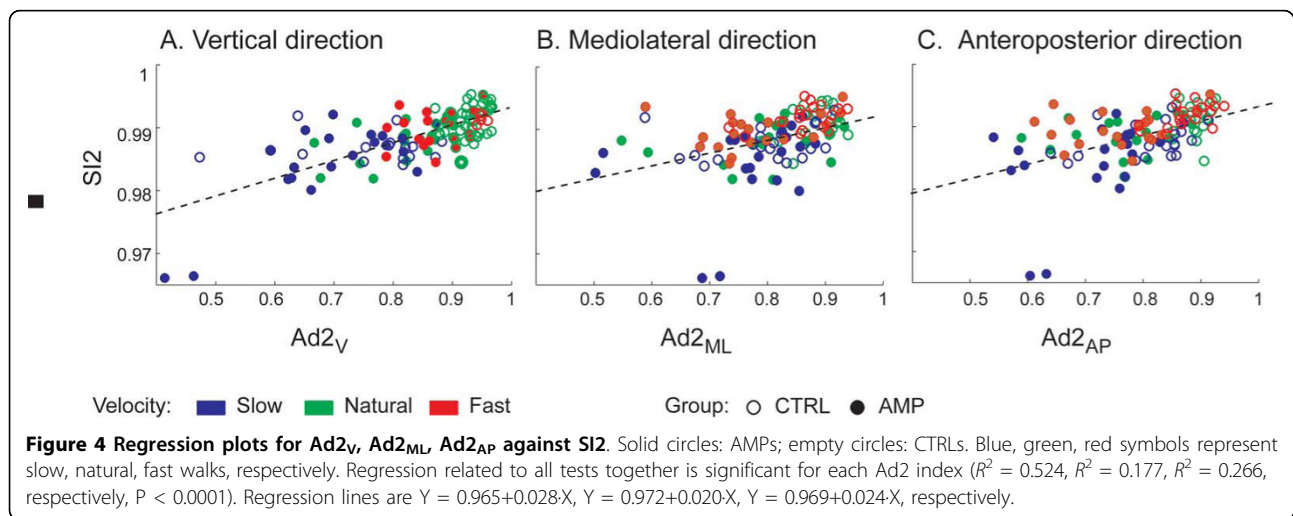 A. Vertical direction
B. Mediolateral direction
C. Anteroposterior direction
1
0.99
0.98
0.97
SI2
0.5 0.6 0.7 0.8 0.9 1
0.5 0.6 0.7 0.8 0.9 1
0.5 0.6 0.7 0.8 0.9 1
Ad2V
Ad2ML
Ad2AP
Velocity: Slow Natural Fast Group: CTRL AMP
Figure 4 Regression plots for Ad2V, Ad2ML, Ad2AP against SI2. Solid circles: AMPs; empty circles: CTRLs. Blue, green, red symbols represent
slow, natural, fast walks, respectively. Regression related to all tests together is significant for each Ad2 index (R² = 0.524, R² = 0.177, R² = 0.266,
respectively, P < 0.0001). Regression lines are Y = 0.965+0.028·X, Y = 0.972+0.020·X, Y = 0.969+0.024·X, respectively.